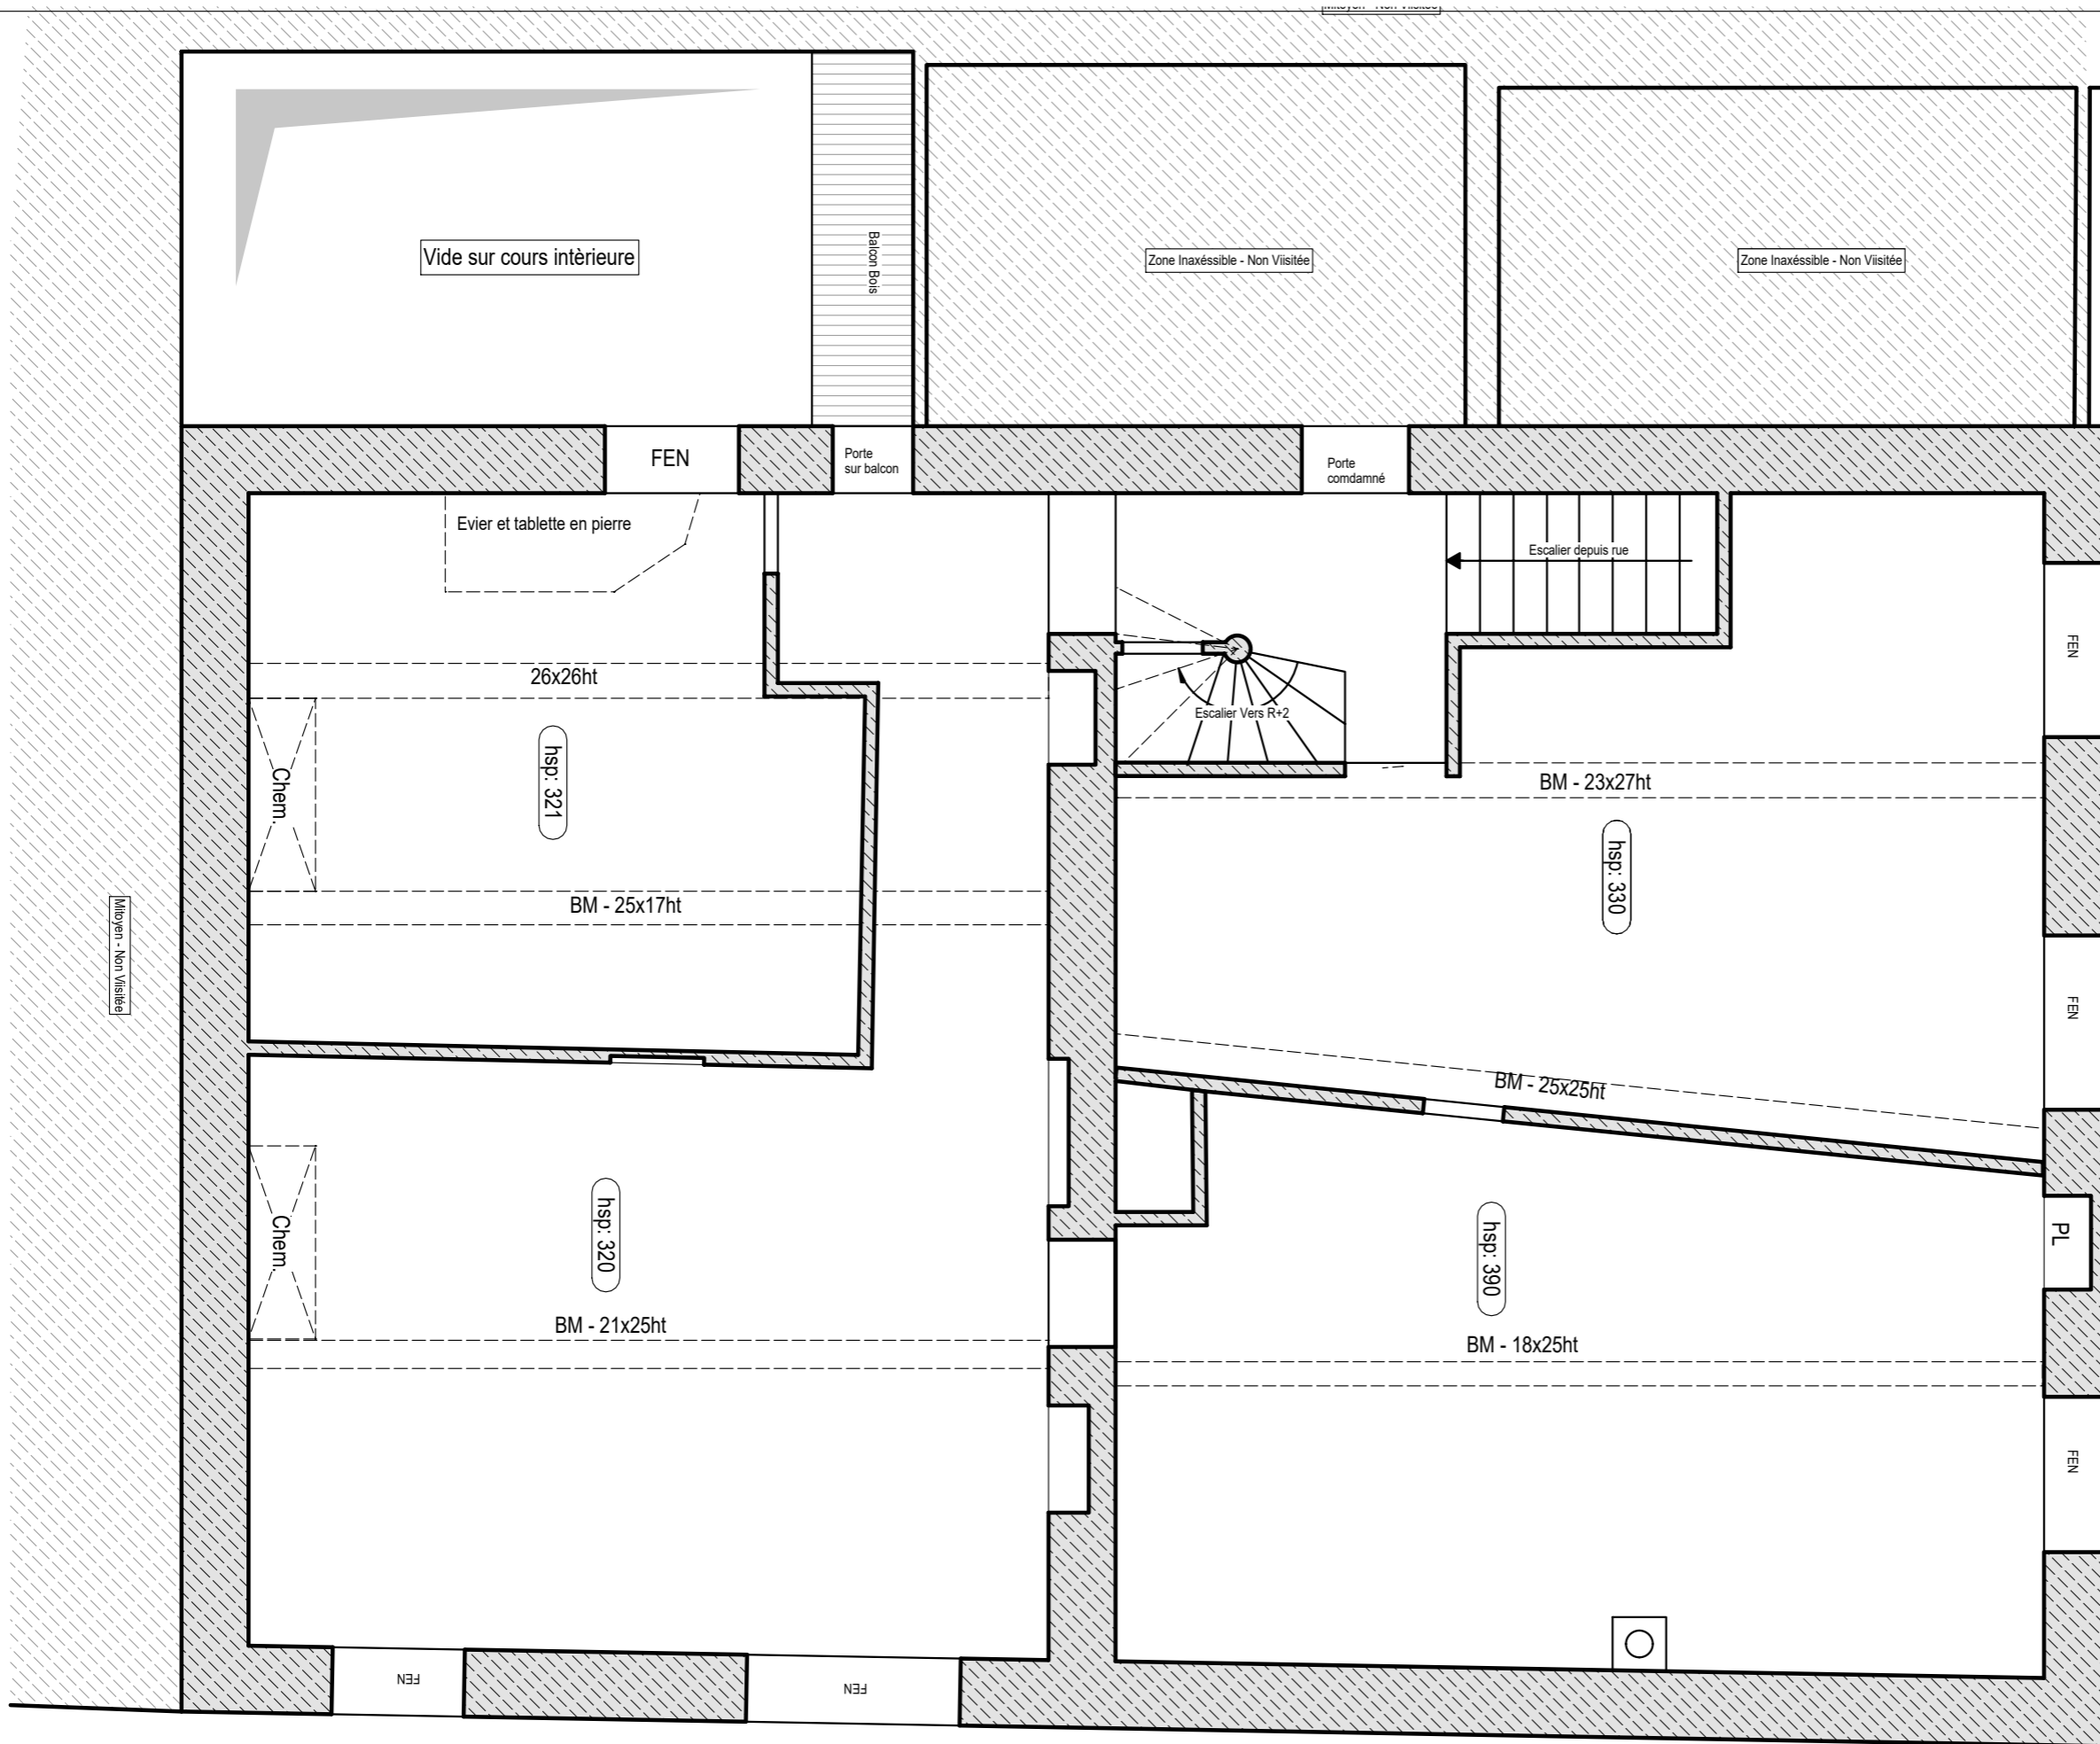 Mitoyen - Non Viisitée
Vide sur cours intèrieure
Balcon Bois
Zone Inaxéssible - Non Viisitée
Zone Inaxéssible - Non Viisitée
FEN
Porte
sur balcon
Porte
comdamné
Evier et tablette en pierre
Escalier depuis rue
FEN
26x26ht
Escalier Vers R+2
hsp: 321
Chem.
BM - 23x27ht
hsp: 330
BM - 25x17ht
Mitoyen - Non Viisitée
FEN
BM - 25x25ht
Chem.
hsp: 320
hsp: 390
PL
BM - 21x25ht
BM - 18x25ht
FEN
FEN
FEN